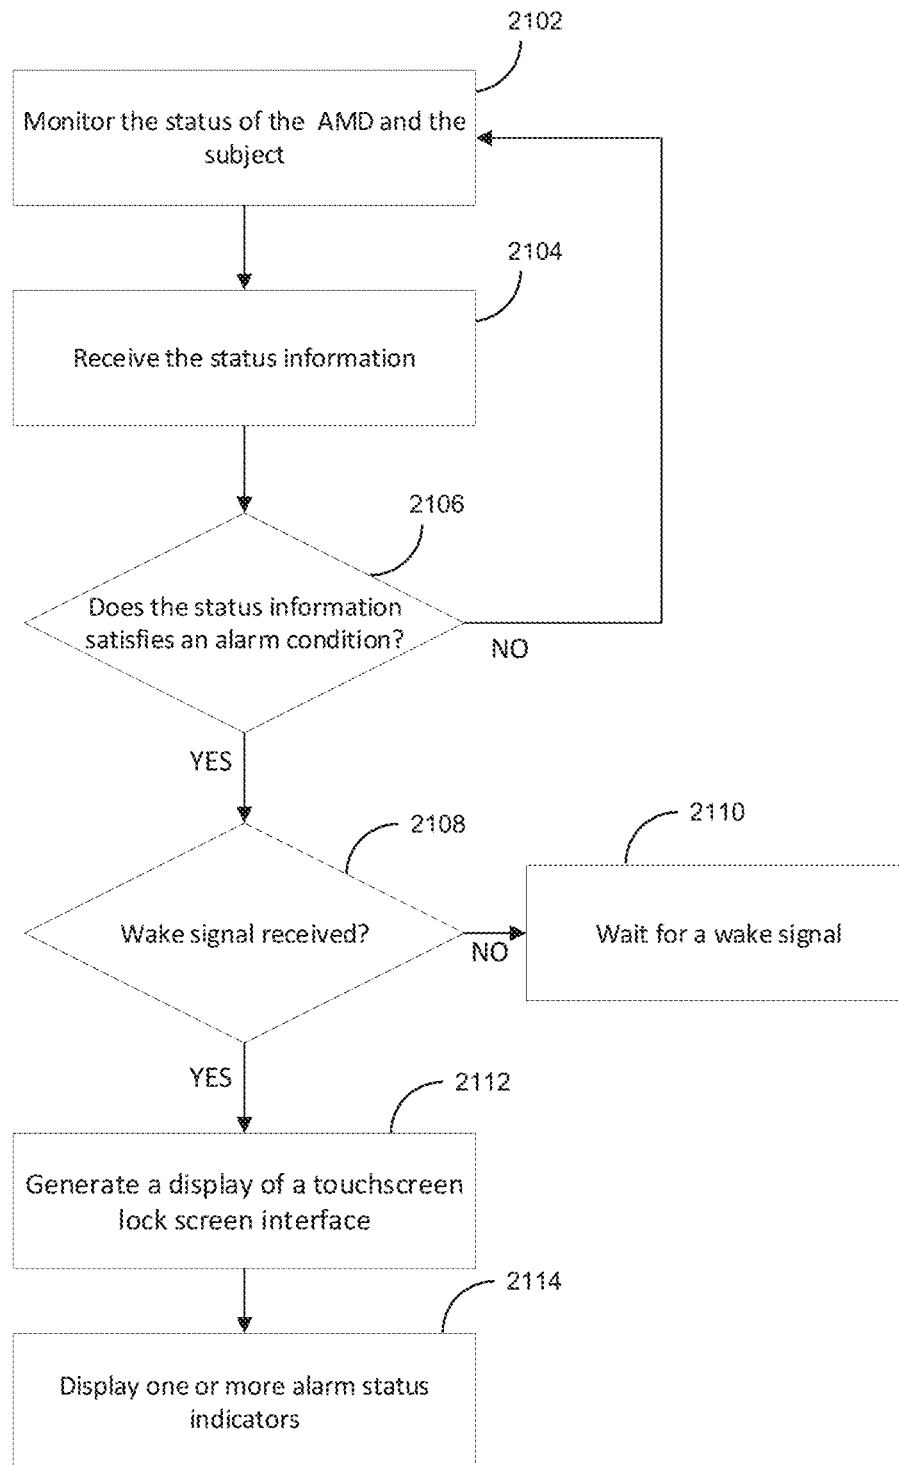 2102
Monitor the status of the AMD and the
subject
2104
Receive the status information
2106
Does the status information
satisfies an alarm condition?
NO
YES
2108
2110
Wake signal received?
Wait for a wake signal
NO
YES
2112
Generate a display of a touchscreen
lock screen interface
2114
Display one or more alarm status
indicators